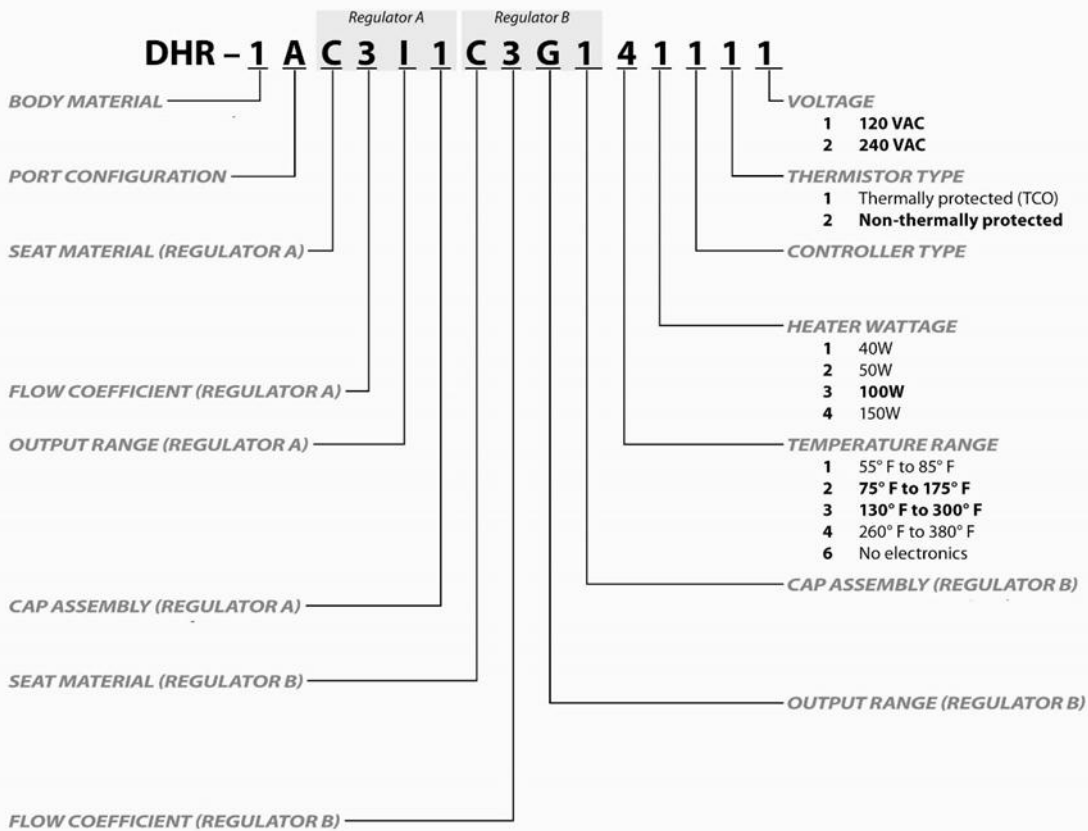 Regulator A Regulator B
DHR – 1 A C 3 I 1 C 3 G 1 4 1 1 1 1
BODY MATERIAL
PORT CONFIGURATION
SEAT MATERIAL (REGULATOR A)
FLOW COEFFICIENT (REGULATOR A)
OUTPUT RANGE (REGULATOR A)
CAP ASSEMBLY (REGULATOR A)
SEAT MATERIAL (REGULATOR B)
FLOW COEFFICIENT (REGULATOR B)
VOLTAGE
1 120 VAC
2 240 VAC
THERMISTOR TYPE
1 Thermally protected (TCO)
2 Non-thermally protected
CONTROLLER TYPE
HEATER WATTAGE
1 40W
2 50W
3 100W
4 150W
TEMPERATURE RANGE
1 55° F to 85° F
2 75° F to 175° F
3 130° F to 300° F
4 260° F to 380° F
6 No electronics
CAP ASSEMBLY (REGULATOR B)
OUTPUT RANGE (REGULATOR B)